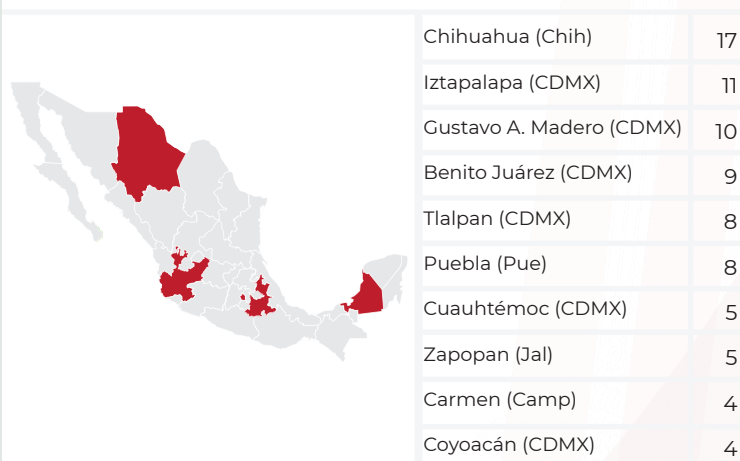 Chihuahua (Chih) 17
Iztapalapa (CDMX) 11
Gustavo A. Madero (CDMX) 10
Benito Juárez (CDMX) 9
Tlalpan (CDMX) 8
Puebla (Pue) 8
Cuauhtémoc (CDMX) 5
Zapopan (Jal) 5
Carmen (Camp) 4
Coyoacán (CDMX) 4